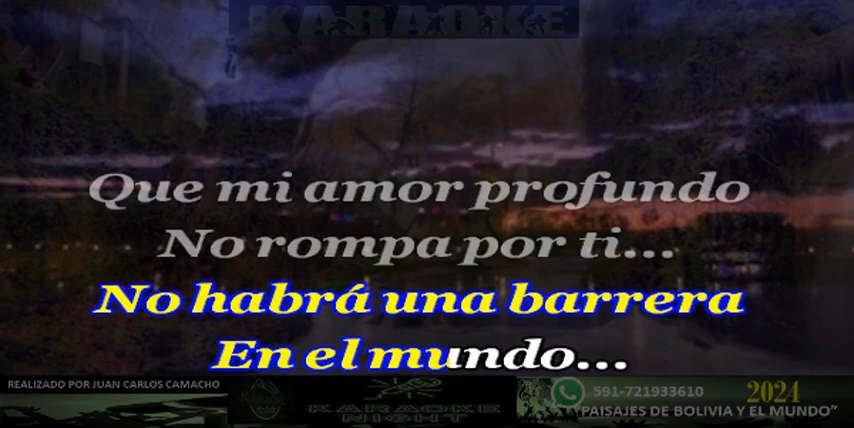 KARAOKE
Que mi amor profundo
No rompa por ti...
No habrá una barrera
En el mundo...
REALIZADO POR JUAN CARLOS CAMACHO
KARAOKE
NIGHT
591-721933610
2024
PAISAJES DE BOLIVIA Y EL MUNDO”